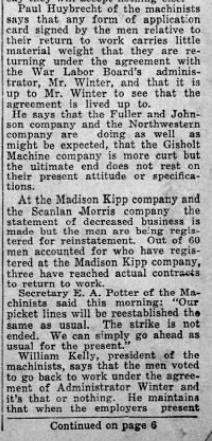 say they will accept nothing else.
Paul Huybrecht of the machinists
says that any form of application
card signed by the men relative to
their return to work carries little
material weight that they are re-
turning under the agreement with
the War Labor Board's adminis-
trator, Mr. Winter, and that it is
up to Mr. Winter to see that the
agreement is lived up to.
He says that the Fuller and John-
son company and the Northwestern
company are doing as well as
might be expected, that the Gisholt
Machine company is more curt but
the ultimate end does not rest on
their present attitude or specifica-
tions.
At the Madison Kipp company and
the Scanlan Morris company the
statement of decreased business is
made but the men are being regis-
tered for reinstatement. Out of 60
men accounted for who have regis-
tered at the Madison Kipp company,
three have reached actual contracts
to return to work.
Secretary E. A. Potter of the Ma-
chinists said this morning: "Our
picket lines will be reestablished the
same as usual. The strike is not
ended. We can simply go ahead as
usual for the present."
William Kelly, president of the
machinists, says that the men voted
to go back to work under the agree-
ment of Administrator Winter and
it's that or nothing. He maintains
that when the employers present
Continued on page 6